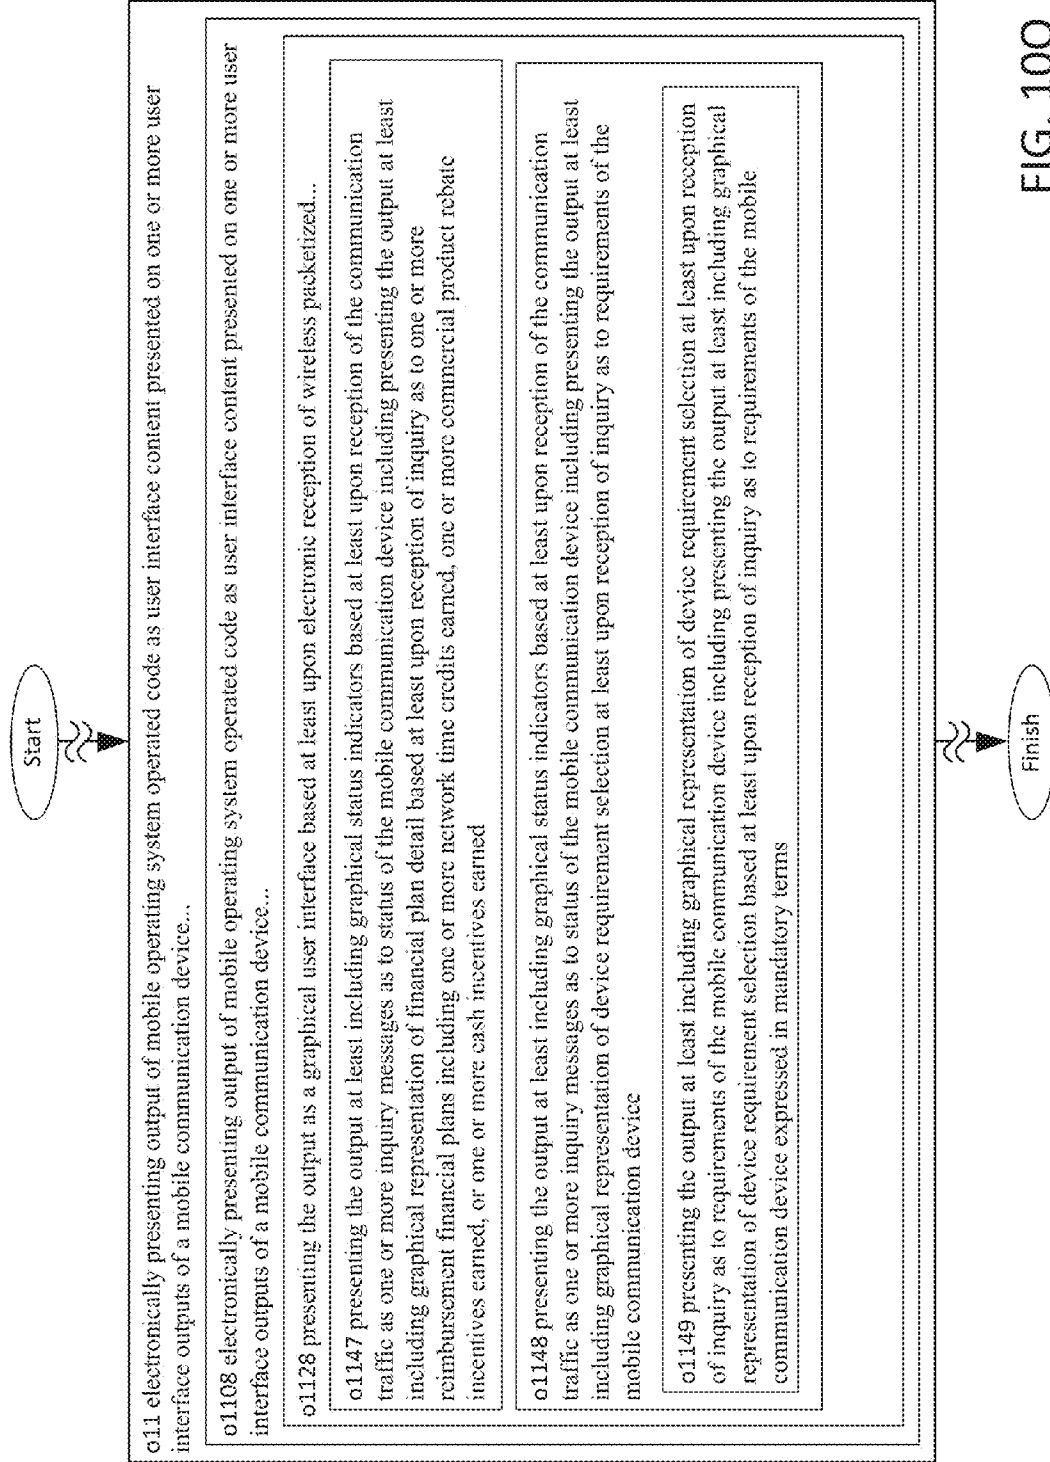 Start
o11 electronically presenting output of mobile operating system operated code as user interface content presented on one or more user
interface outputs of a mobile communication device...
o1108 electronically presenting output of mobile operating system operated code as user interface content presented on one or more user
interface outputs of a mobile communication device...
o1128 presenting the output as a graphical user interface based at least upon electronic reception of wireless packetized...
o1147 presenting the output at least including graphical status indicators based at least upon reception of the communication
traffic as one or more inquiry messages as to status of the mobile communication device including presenting the output at least
including graphical representation of financial plan detail based at least upon reception of inquiry as to one or more
reimbursement financial plans including one or more network time credits earned, one or more commercial product rebate
incentives earned, or one or more cash incentives earned
o1148 presenting the output at least including graphical status indicators based at least upon reception of the communication
traffic as one or more inquiry messages as to status of the mobile communication device including presenting the output at least
including graphical representation of device requirement selection at least upon reception of inquiry as to requirements of the
mobile communication device
o1149 presenting the output at least including graphical representation of device requirement selection at least upon reception
of inquiry as to requirements of the mobile communication device including presenting the output at least including graphical
representation of device requirement selection based at least upon reception of inquiry as to requirements of the mobile
communication device expressed in mandatory terms
Finish
FIG. 10O